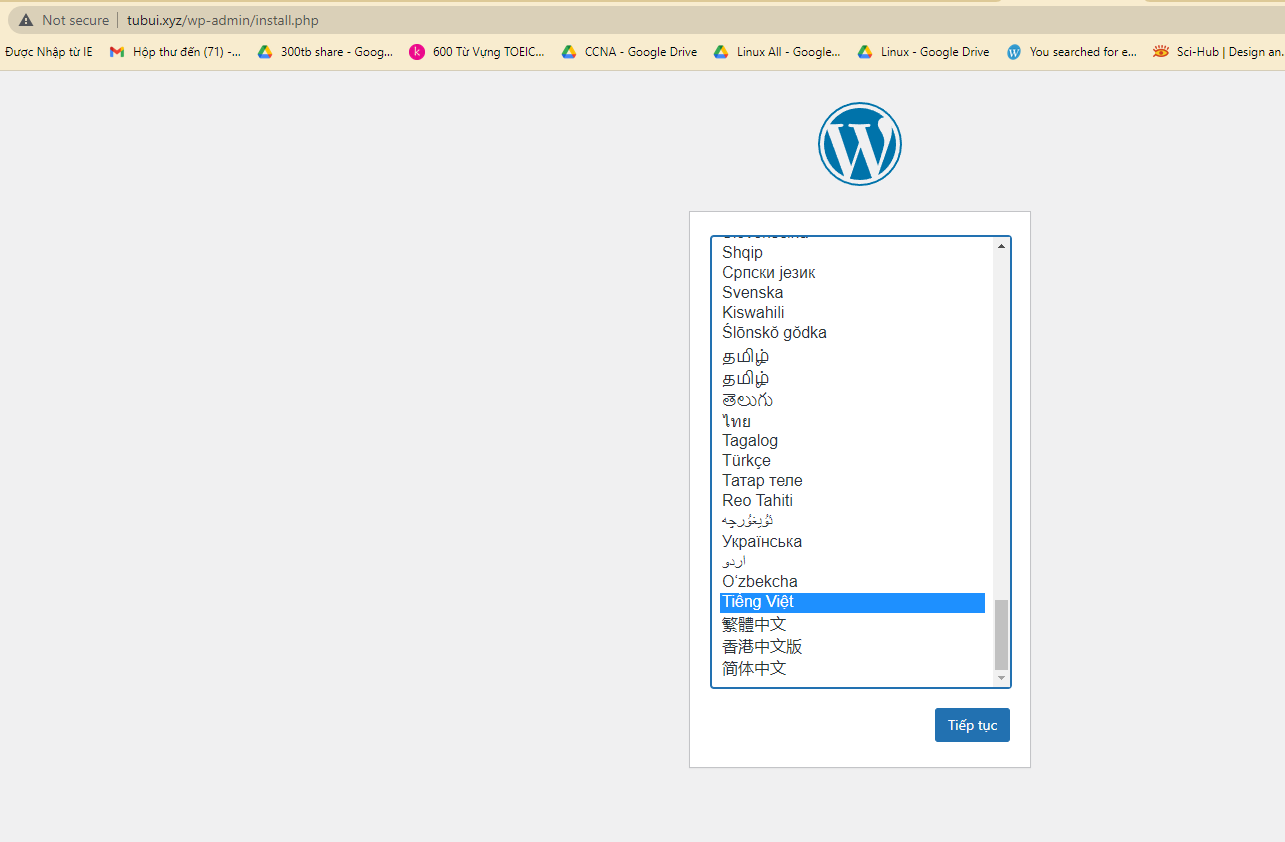 Not secure | tubui.xyz/wp-admin/install.php
Được Nhập từ IE Hộp thư đến (71) -... 300tb share - Goog... 600 Từ Vựng TOEIC... CCNA - Google Drive Linux All - Google... Linux - Google Drive You searched for e... Sci-Hub | Design an...
Shqip
Српски језик
Svenska
Kiswahili
Ślōnskŏ gŏdka
தமிழ்
தமிழ்
తెలుగు
ไทย
Tagalog
Türkçe
Татар теле
Reo Tahiti
ئۇيغۇرچە
Українська
اردو
O‘zbekcha
Tiếng Việt
繁體中文
香港中文版
简体中文
Tiếp tục